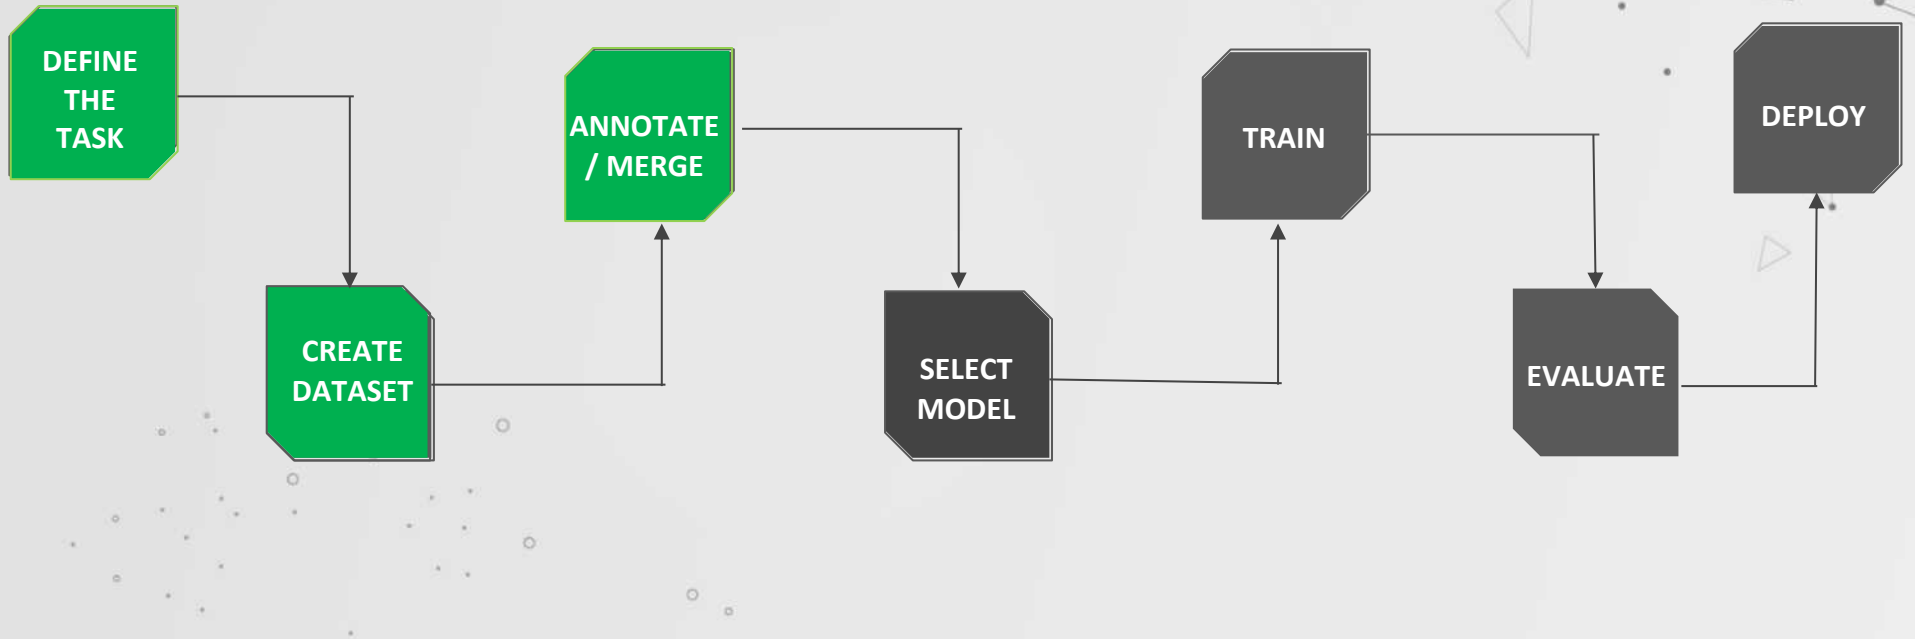 DEFINE
THE
TASK
CREATE
DATASET
ANNOTATE
/ MERGE
SELECT
MODEL
TRAIN
EVALUATE
DEPLOY